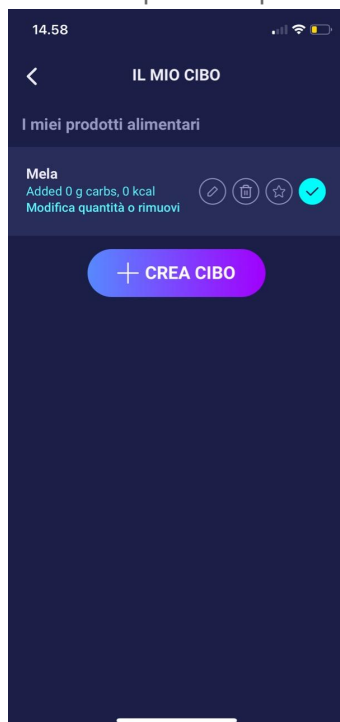 14.58
IL MIO CIBO
I miei prodotti alimentari
Mela
Added 0 g carbs, 0 kcal
Modifica quantità o rimuovi
CREA CIBO